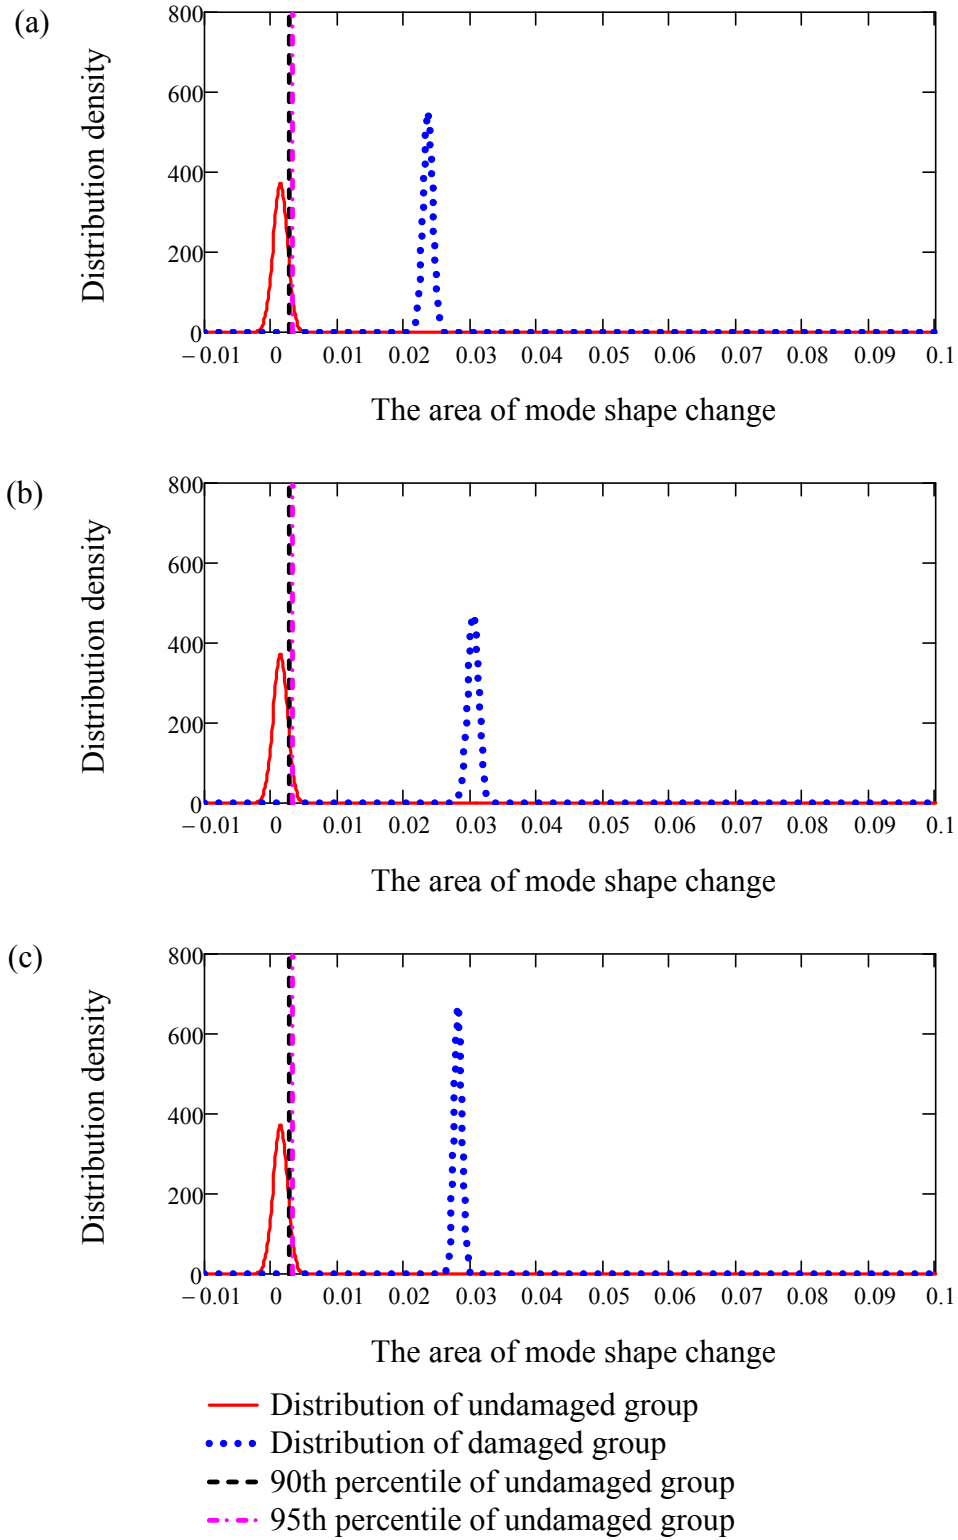 (a)
Distribution density
800
600
400
200
0
−0.01 0 0.01 0.02 0.03 0.04 0.05 0.06 0.07 0.08 0.09 0.1
The area of mode shape change
(b)
Distribution density
800
600
400
200
0
−0.01 0 0.01 0.02 0.03 0.04 0.05 0.06 0.07 0.08 0.09 0.1
The area of mode shape change
(c)
Distribution density
800
600
400
200
0
−0.01 0 0.01 0.02 0.03 0.04 0.05 0.06 0.07 0.08 0.09 0.1
The area of mode shape change
Distribution of undamaged group
Distribution of damaged group
90th percentile of undamaged group
95th percentile of undamaged group